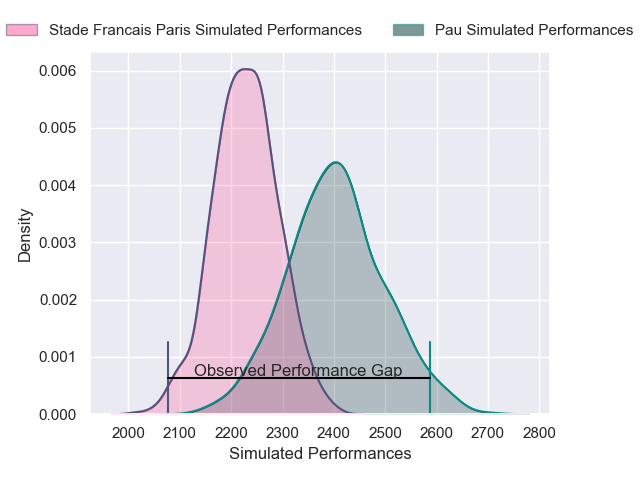 Stade Francais Paris Simulated Performances
Pau Simulated Performances
0.006
0.005
0.004
0.003
0.002
0.001
0.000
Density
Observed Performance Gap
2000 2100 2200 2300 2400 2500 2600 2700 2800
Simulated Performances